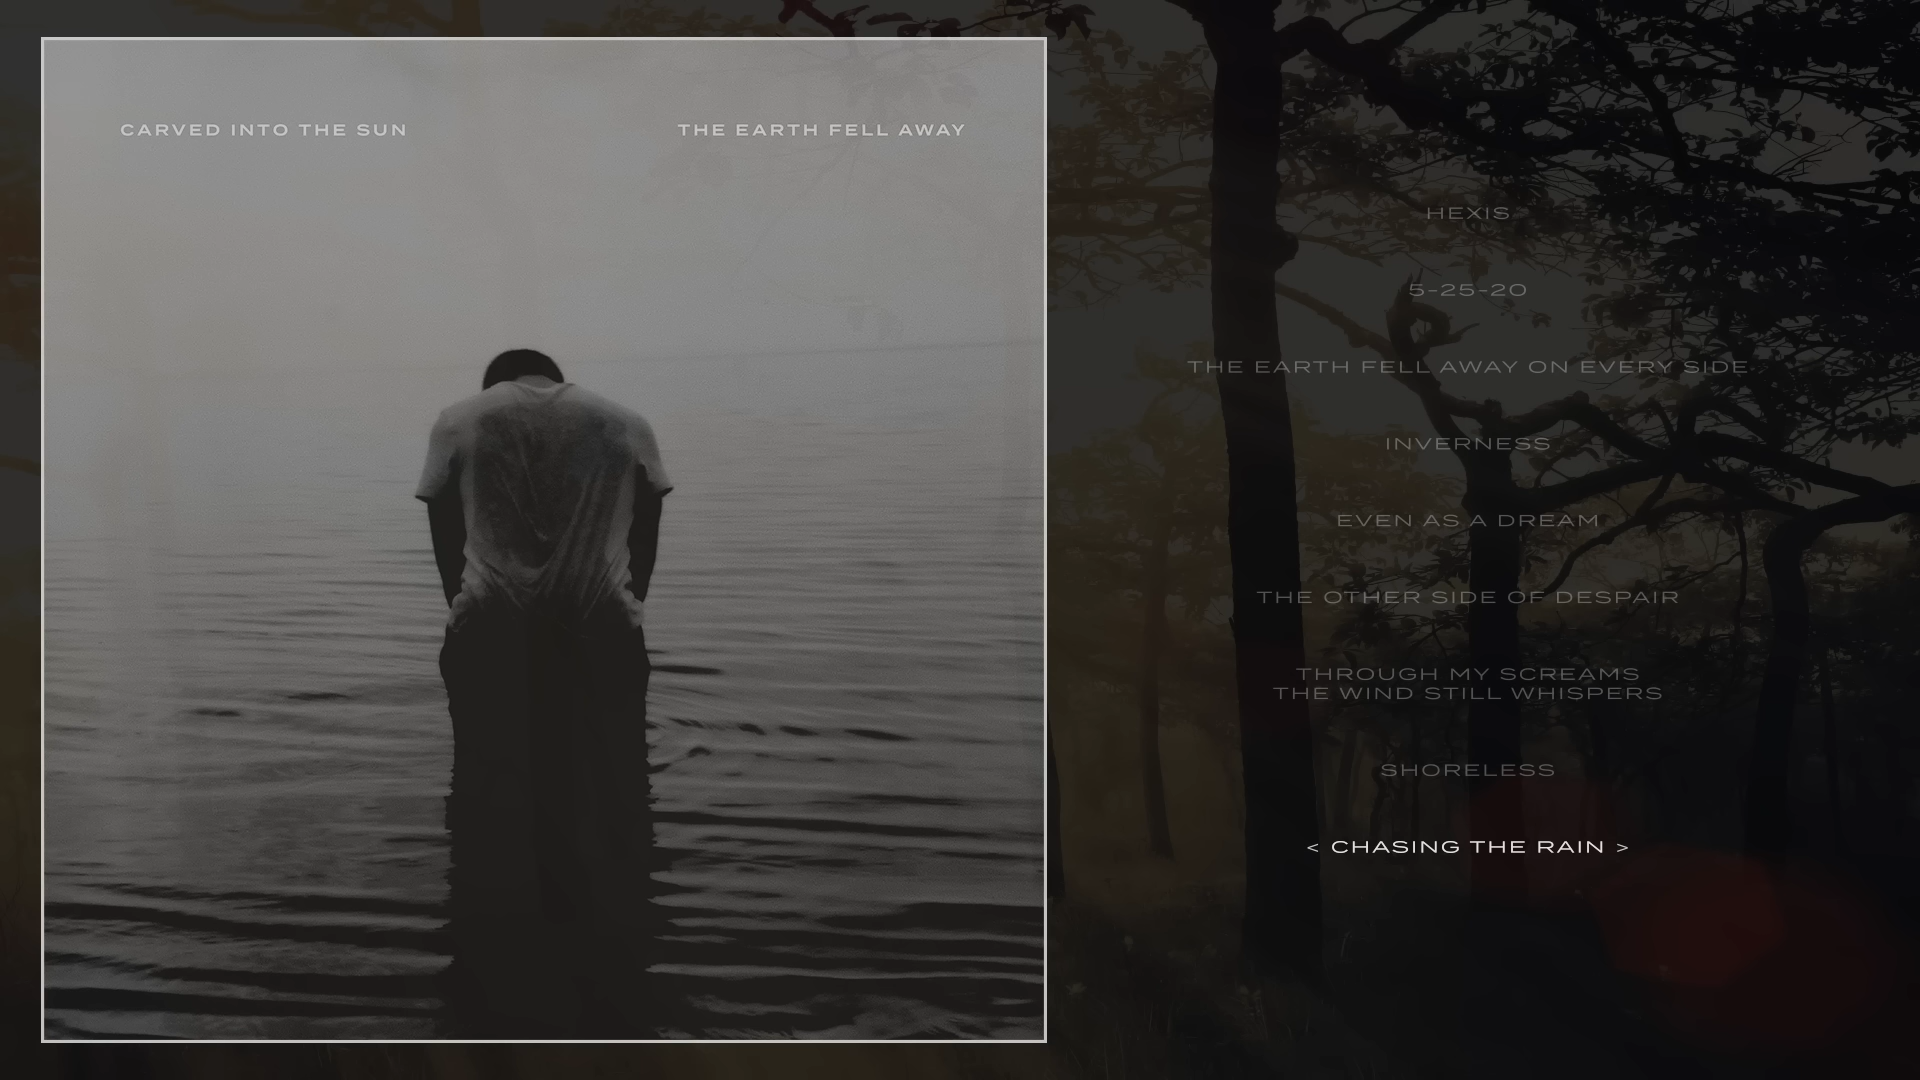 CARVED INTO THE SUN
THE EARTH FELL AWAY
HEXIS
5-25-20
THE EARTH FELL AWAY ON EVERY SIDE
INVERNESS
EVEN AS A DREAM
THE OTHER SIDE OF DESPAIR
THROUGH MY SCREAMS
THE WIND STILL WHISPERS
SHORELESS
< CHASING THE RAIN >